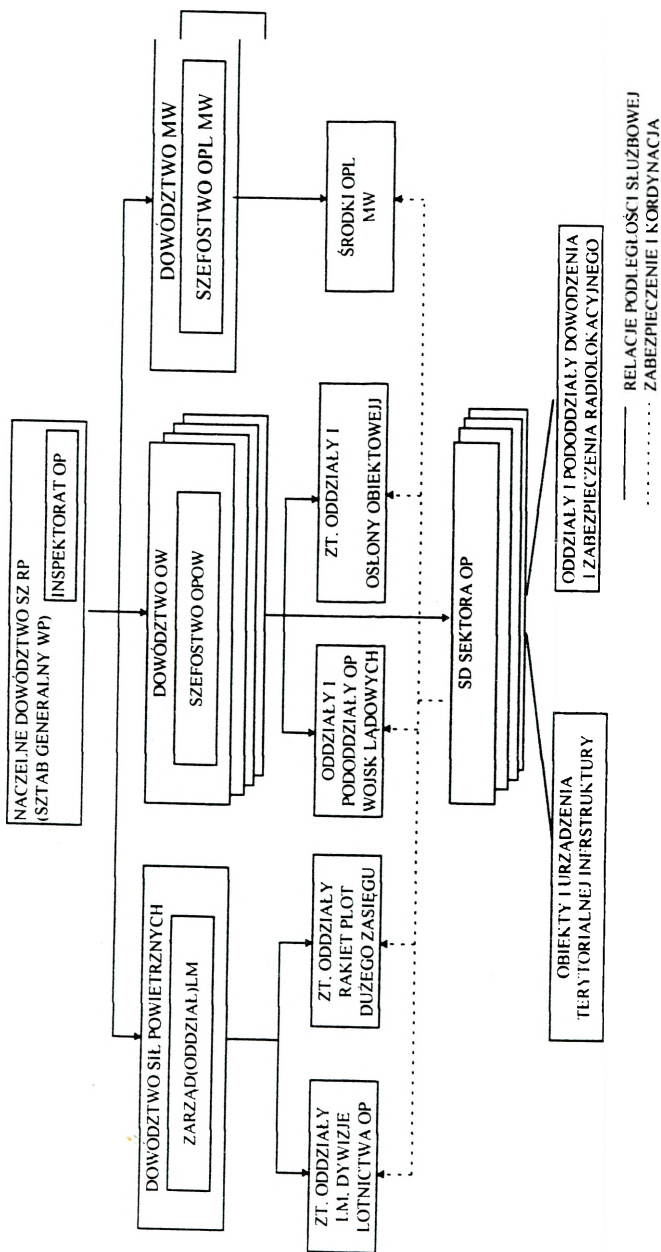 NACZELNE DOWÓDZTWO SZ RP
(SZTAB GENERALNY WP)
INSPEKTORAT OP
DOWÓDZTWO SIŁ POWIETRZNYCH
ZARZĄD(ODDZIAŁ)LM
DOWÓDZTWO OW
SZEFOSTWO OPOW
DOWÓDZTWO MW
SZEFOSTWO OPL MW
ZT. ODDZIAŁY
I.M. DYWIZJE
LOTNICTWA OP
ZT. ODDZIAŁY
RAKIET PLOT
DUŻEGO ZASIĘGU
ODDZIAŁY I
PODODDZIAŁY OP
WOJSK LĄDOWYCH
ZT. ODDZIAŁY I
OSŁONY OBIEKTOWEJJ
ŚRODKI OPL
MW
SD SEKTORA OP
OBIEKTY I URZĄDZENIA
TERYTORIALNEJ INFRSTRUKTURY
ODDZIAŁY I PODODDZIAŁY DOWODZENIA
I ZABEZPIECZENIA RADIOLOKACYJNEGO
RELACJE PODLEGŁOŚCI SŁUŻBOWEJ
ZABEZPIECZENIE I KORDYNACJA